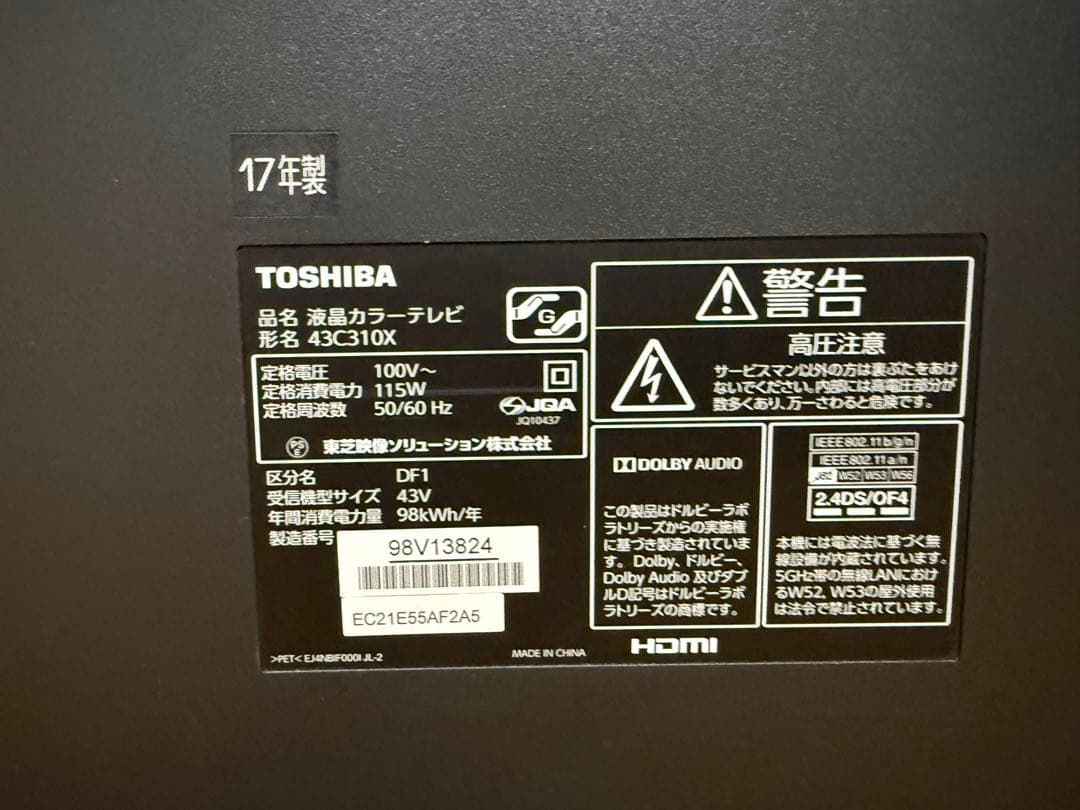 17年製
TOSHIBA
品名 液晶カラーテレビ
形名 43C310X
G
定格電圧 100V～
定格消費電力 115W
定格周波数 50/60 Hz
JQA
JQ10437
PS
E
東芝映像ソリューション株式会社
区分名 DF1
受信機型サイズ 43V
年間消費電力量 98kWh/年
製造番号
98V13824
EC21E55AF2A5
>PET< EJ4NBIF000I JL-2
MADE IN CHINA
警告
高圧注意
サービスマン以外の方は裏ぶたをあけ
ないでください。内部には高電圧部分が
数多くあり、万一さわると危険です。
DOLBY AUDIO
この製品はドルビーラボ
ラトリーズからの実施権
に基づき製造されていま
す。Dolby、ドルビー、
Dolby Audio 及びダブ
ルD記号はドルビーラボ
ラトリーズの商標です。
IEEE802.11b/g/n
IEEE802.11a/n
J52 W52 W53 W56
2.4DS/OF4
本機には電波法に基づく無
線設備が内蔵されています。
5GHz帯の無線LANにおけ
るW52、W53の屋外使用
は法令で禁止されています。
HDMI